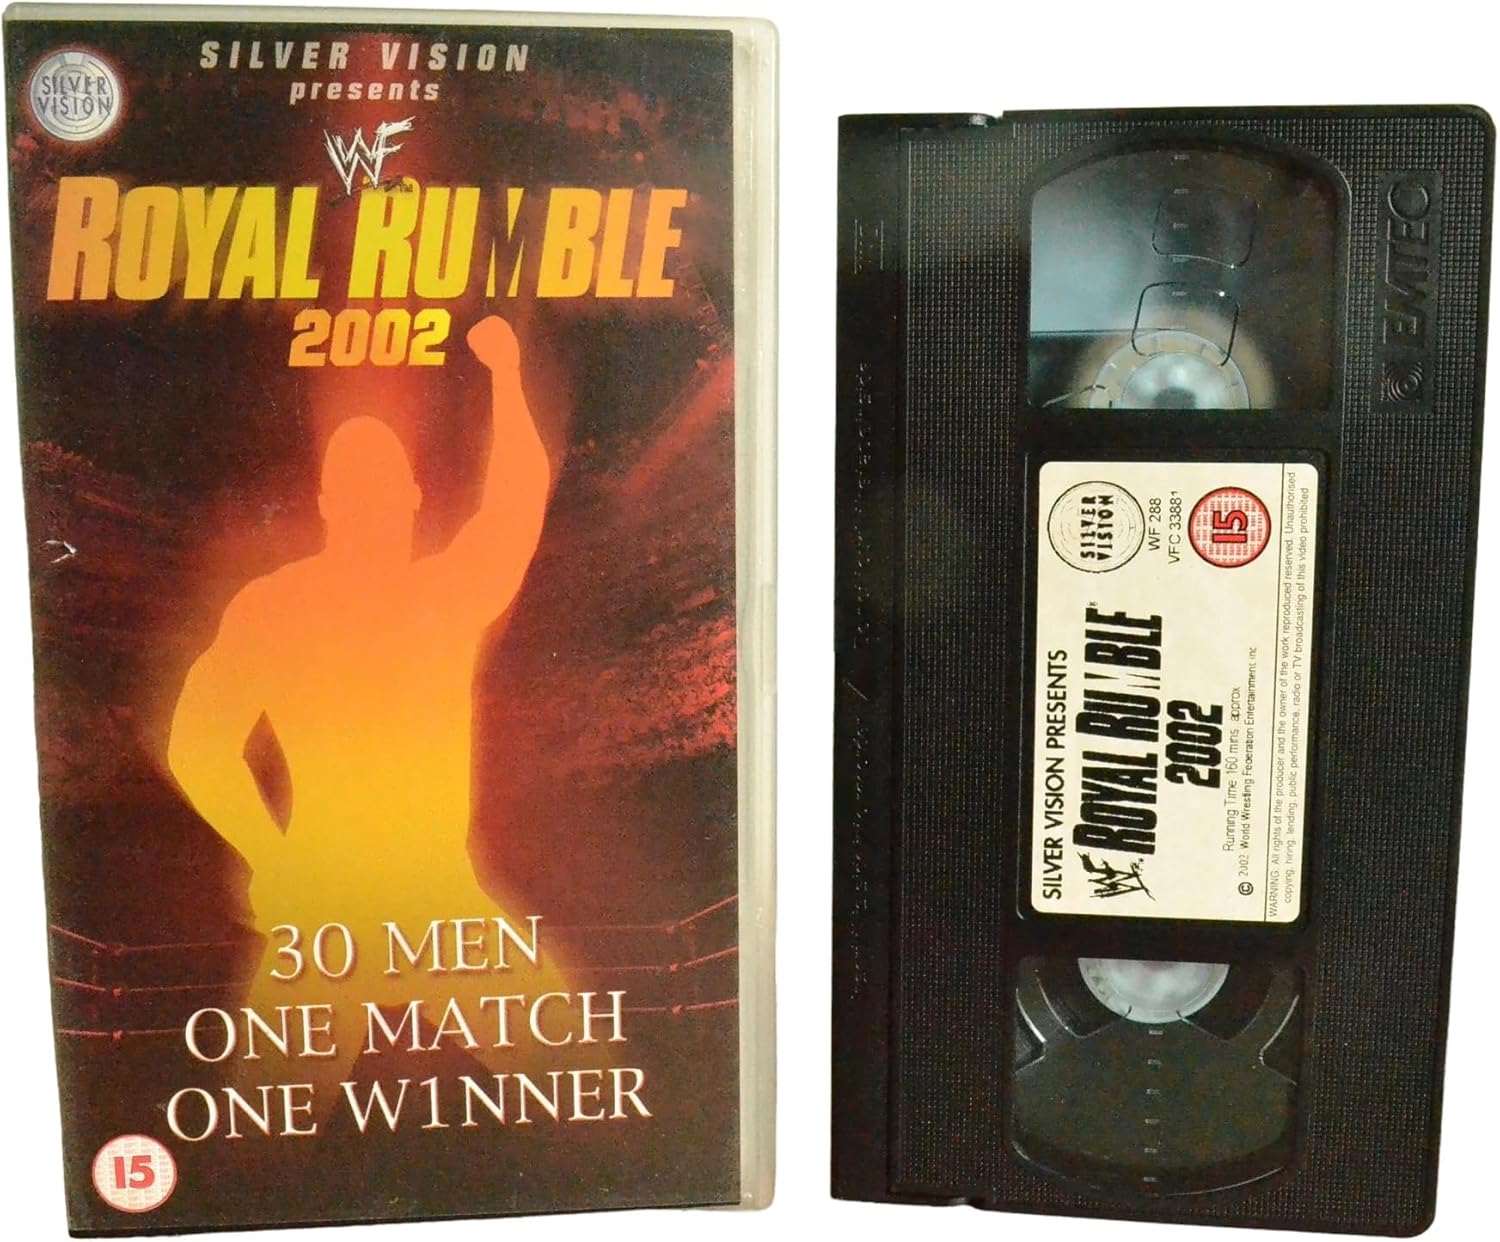 SILVER VISION
presents
SILVER
VISION
WF
ROYAL RUMBLE
TM
2002
30 MEN
ONE MATCH
ONE W1NNER
15
EMTEC
SILVER
VISION
WF 288
VFC 33881
15
SILVER VISION PRESENTS
WF ROYAL RUMBLE®
2002
Running Time 160 mins. approx
© 2002 World Wrestling Federation Entertainment inc
WARNING. All rights of the producer and the owner of the work reproduced reserved. Unauthorised
copying, hiring, lending, public performance, radio or TV broadcasting of this video prohibited